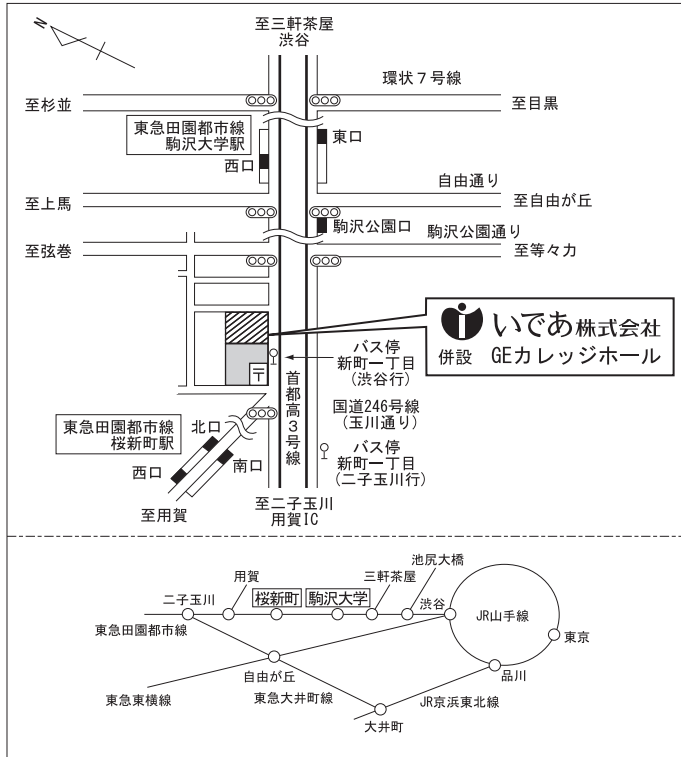 N
至三軒茶屋
渋谷
環状7号線
至杉並
至目黒
東急田園都市線
駒沢大学駅
東口
西口
自由通り
至上馬
至自由が丘
駒沢公園口
駒沢公園通り
至弦巻
至等々力
いであ株式会社
併設 GEカレッジホール
バス停
新町一丁目
(渋谷行)
〒
首都高3号線
国道246号線
(玉川通り)
東急田園都市線
桜新町駅
北口
西口
南口
バス停
新町一丁目
(二子玉川行)
至用賀
至二子玉川
用賀IC
池尻大橋
用賀
三軒茶屋
二子玉川
桜新町
駒沢大学
渋谷
JR山手線
東急田園都市線
東京
自由が丘
品川
東急東横線
東急大井町線
JR京浜東北線
大井町